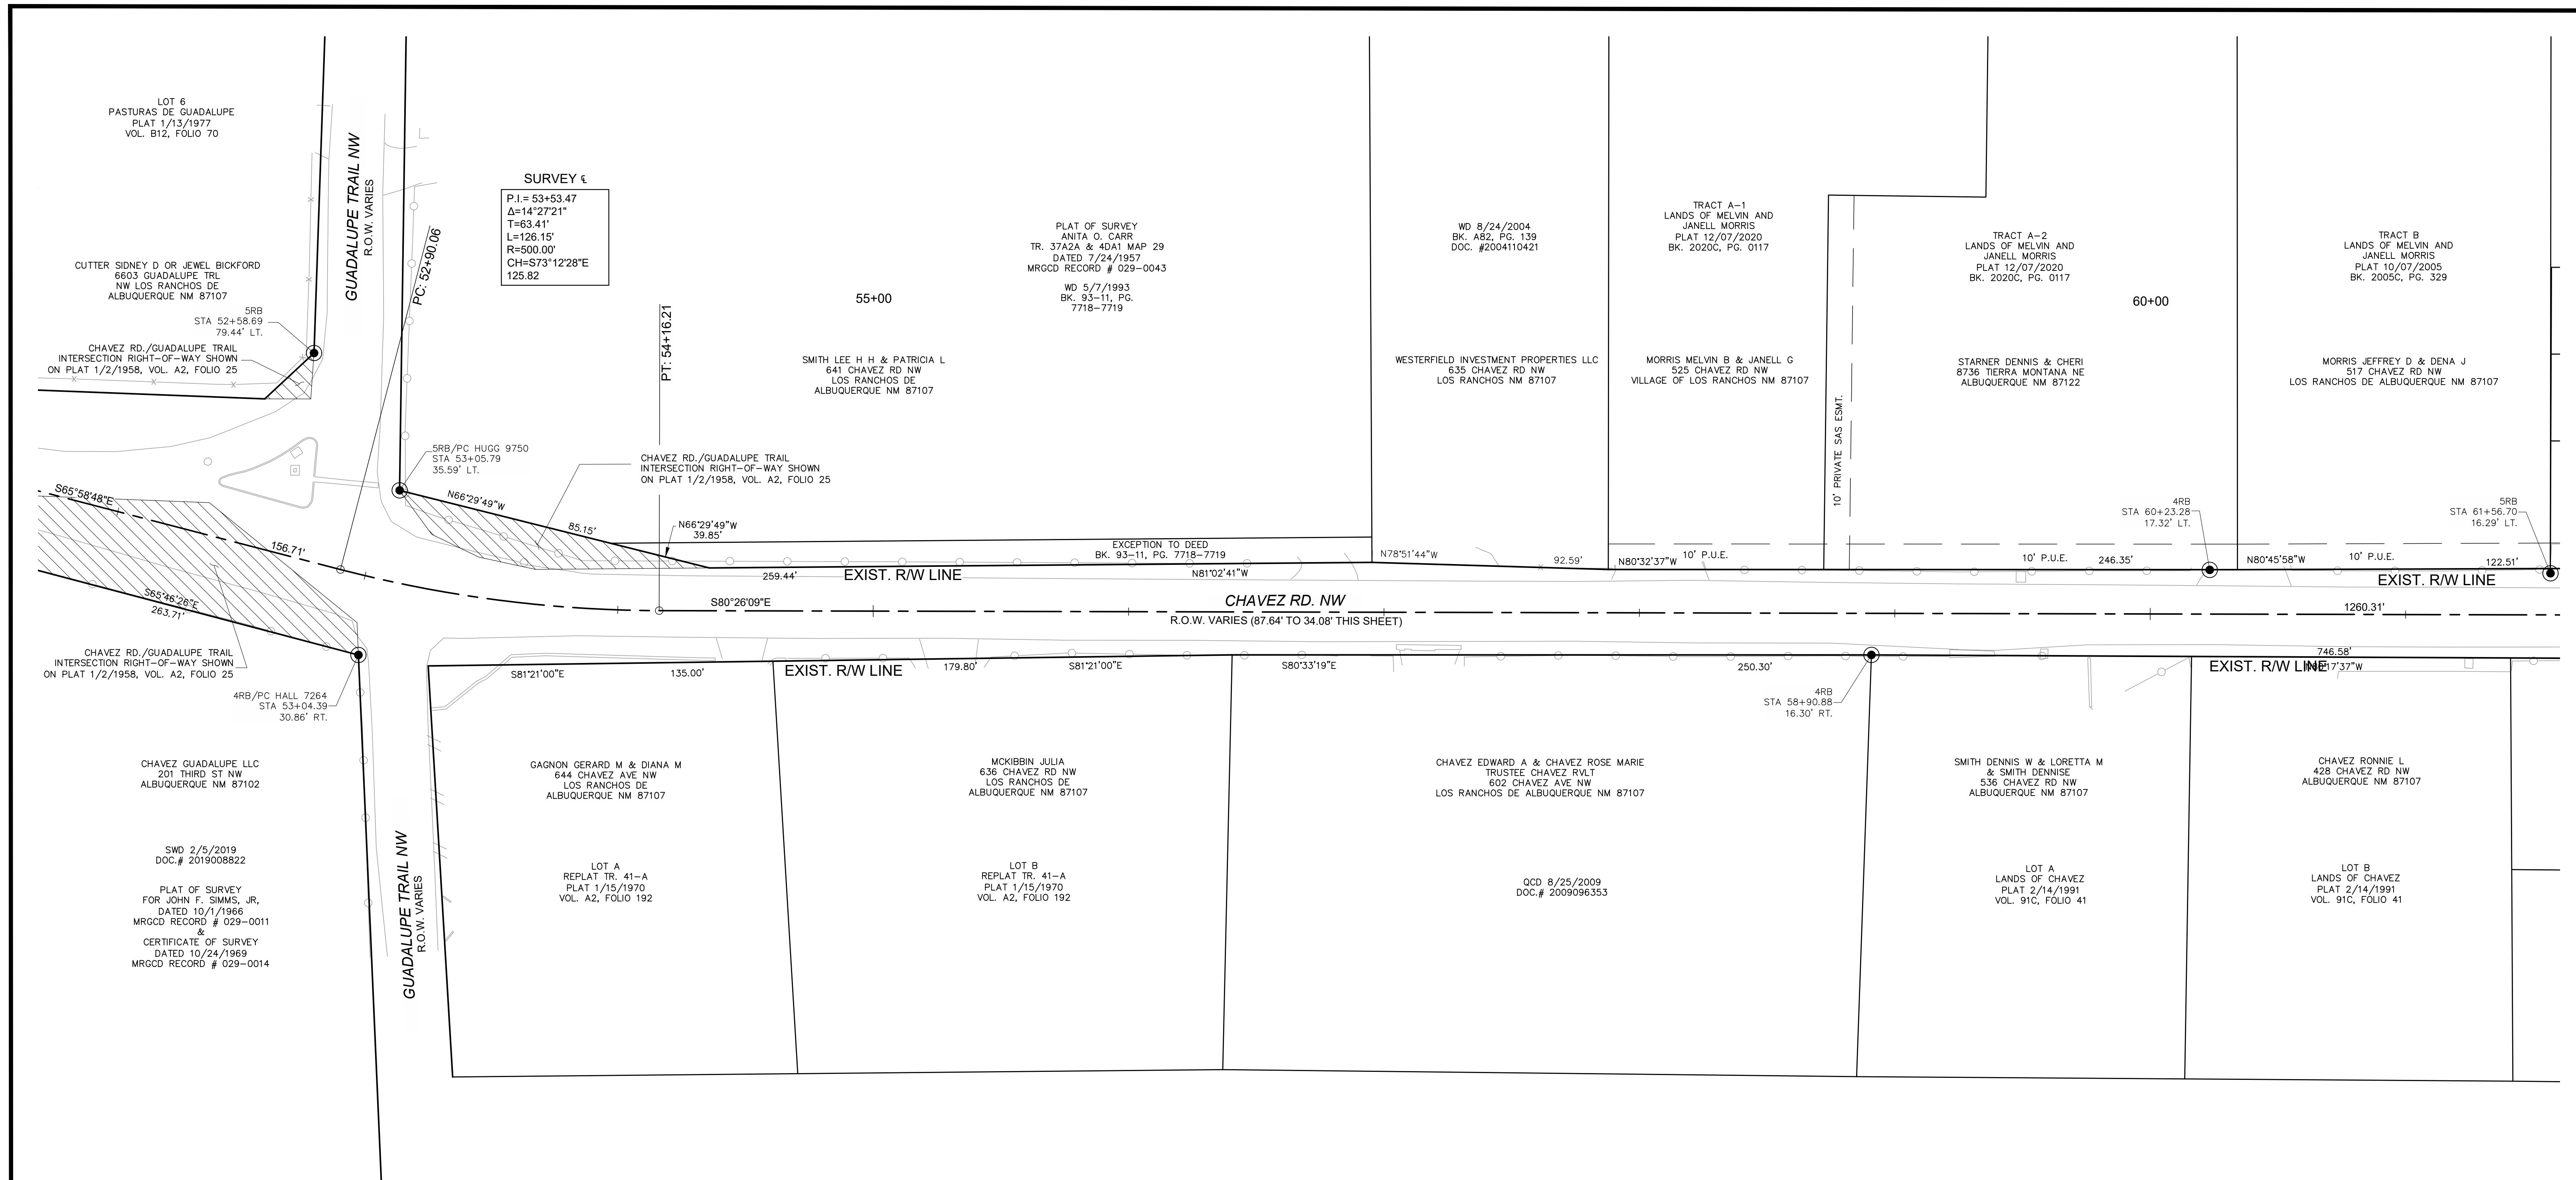 LOT 6
PASTURAS DE GUADALUPE
PLAT 1/13/1977
VOL. B12, FOLIO 70
GUADALUPE TRAIL NW
R.O.W. VARIES
CUTTER SIDNEY D OR JEWEL BICKFORD
6603 GUADALUPE TRL
NW LOS RANCHOS DE
ALBUQUERQUE NM 87107
5RB
STA 52+58.69
79.44' LT.
CHAVEZ RD./GUADALUPE TRAIL
INTERSECTION RIGHT-OF-WAY SHOWN
ON PLAT 1/2/1958, VOL. A2, FOLIO 25
PC: 52+90.06
SURVEY ℄
P.I.= 53+53.47
Δ=14°27'21"
T=63.41'
L=126.15'
R=500.00'
CH=S73°12'28"E
125.82
PT: 54+16.21
55+00
PLAT OF SURVEY
ANITA O. CARR
TR. 37A2A & 4DA1 MAP 29
DATED 7/24/1957
MRGCD RECORD # 029-0043
WD 5/7/1993
BK. 93-11, PG.
7718-7719
SMITH LEE H H & PATRICIA L
641 CHAVEZ RD NW
LOS RANCHOS DE
ALBUQUERQUE NM 87107
WD 8/24/2004
BK. A82, PG. 139
DOC. #2004110421
WESTERFIELD INVESTMENT PROPERTIES LLC
635 CHAVEZ RD NW
LOS RANCHOS NM 87107
TRACT A-1
LANDS OF MELVIN AND
JANELL MORRIS
PLAT 12/07/2020
BK. 2020C, PG. 0117
MORRIS MELVIN B & JANELL G
525 CHAVEZ RD NW
VILLAGE OF LOS RANCHOS NM 87107
10' PRIVATE SAS ESMT.
TRACT A-2
LANDS OF MELVIN AND
JANELL MORRIS
PLAT 12/07/2020
BK. 2020C, PG. 0117
STARNER DENNIS & CHERI
8736 TIERRA MONTANA NE
ALBUQUERQUE NM 87122
60+00
TRACT B
LANDS OF MELVIN AND
JANELL MORRIS
PLAT 10/07/2005
BK. 2005C, PG. 329
MORRIS JEFFREY D & DENA J
517 CHAVEZ RD NW
LOS RANCHOS DE ALBUQUERQUE NM 87107
5RB/PC HUGG 9750
STA 53+05.79
35.59' LT.
CHAVEZ RD./GUADALUPE TRAIL
INTERSECTION RIGHT-OF-WAY SHOWN
ON PLAT 1/2/1958, VOL. A2, FOLIO 25
4RB
STA 60+23.28
17.32' LT.
5RB
STA 61+56.70
16.29' LT.
S65°58'48"E
156.71'
N66°29'49"W
85.15'
N66°29'49"W
39.85'
EXCEPTION TO DEED
BK. 93-11, PG. 7718-7719
259.44'
EXIST. R/W LINE
N81°02'41"W
N78°51'44"W
92.59'
N80°32'37"W
10' P.U.E.
10' P.U.E.
246.35'
N80°45'58"W
10' P.U.E.
122.51'
EXIST. R/W LINE
S65°46'26"E
263.71'
S80°26'09"E
CHAVEZ RD. NW
R.O.W. VARIES (87.64' TO 34.08' THIS SHEET)
1260.31'
CHAVEZ RD./GUADALUPE TRAIL
INTERSECTION RIGHT-OF-WAY SHOWN
ON PLAT 1/2/1958, VOL. A2, FOLIO 25
4RB/PC HALL 7264
STA 53+04.39
30.86' RT.
S81°21'00"E
135.00'
EXIST. R/W LINE
179.80'
S81°21'00"E
S80°33'19"E
250.30'
4RB
STA 58+90.88
16.30' RT.
746.58'
EXIST. R/W LINE
17'37"W
CHAVEZ GUADALUPE LLC
201 THIRD ST NW
ALBUQUERQUE NM 87102
SWD 2/5/2019
DOC.# 2019008822
PLAT OF SURVEY
FOR JOHN F. SIMMS, JR,
DATED 10/1/1966
MRGCD RECORD # 029-0011
&
CERTIFICATE OF SURVEY
DATED 10/24/1969
MRGCD RECORD # 029-0014
GUADALUPE TRAIL NW
R.O.W. VARIES
GAGNON GERARD M & DIANA M
644 CHAVEZ AVE NW
LOS RANCHOS DE
ALBUQUERQUE NM 87107
LOT A
REPLAT TR. 41-A
PLAT 1/15/1970
VOL. A2, FOLIO 192
MCKIBBIN JULIA
636 CHAVEZ RD NW
LOS RANCHOS DE
ALBUQUERQUE NM 87107
LOT B
REPLAT TR. 41-A
PLAT 1/15/1970
VOL. A2, FOLIO 192
CHAVEZ EDWARD A & CHAVEZ ROSE MARIE
TRUSTEE CHAVEZ RVLT
602 CHAVEZ AVE NW
LOS RANCHOS DE ALBUQUERQUE NM 87107
QCD 8/25/2009
DOC.# 2009096353
SMITH DENNIS W & LORETTA M
& SMITH DENNISE
536 CHAVEZ RD NW
ALBUQUERQUE NM 87107
LOT A
LANDS OF CHAVEZ
PLAT 2/14/1991
VOL. 91C, FOLIO 41
CHAVEZ RONNIE L
428 CHAVEZ RD NW
ALBUQUERQUE NM 87107
LOT B
LANDS OF CHAVEZ
PLAT 2/14/1991
VOL. 91C, FOLIO 41